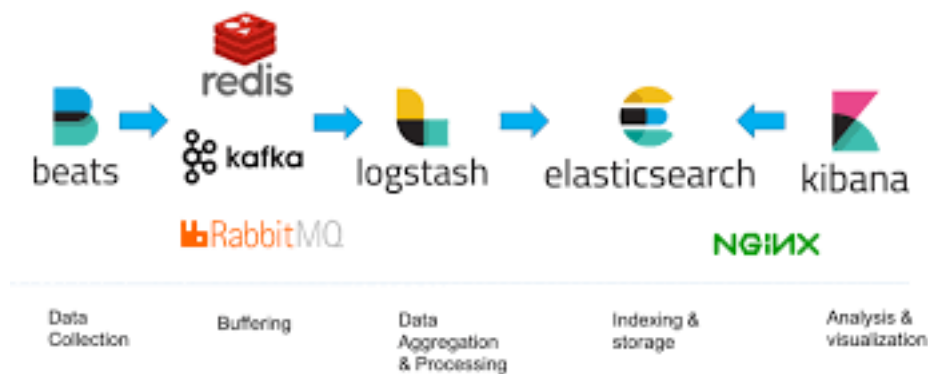 redis
beats
kafka
logstash
elasticsearch
kibana
RabbitMQ
NGINX
Data
Collection
Buffering
Data
Aggregation
& Processing
Indexing &
storage
Analysis &
visualization